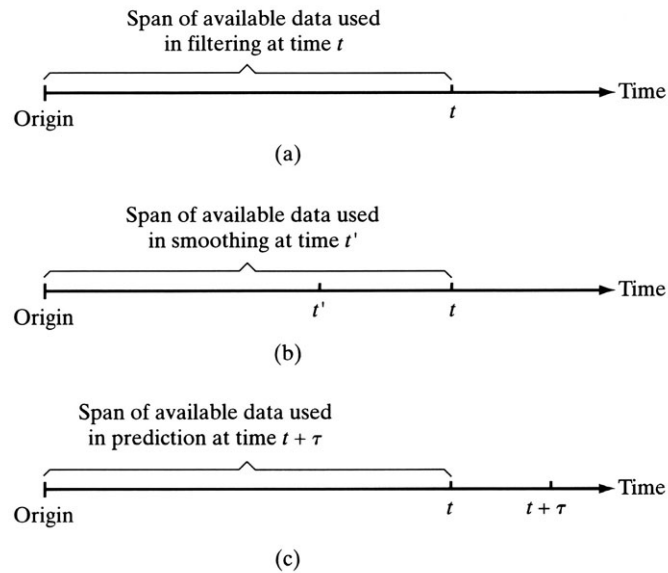 Span of available data used
in filtering at time t
Time
Origin
t
(a)
Span of available data used
in smoothing at time t'
Time
Origin
t'
t
(b)
Span of available data used
in prediction at time t + τ
Time
Origin
t
t + τ
(c)